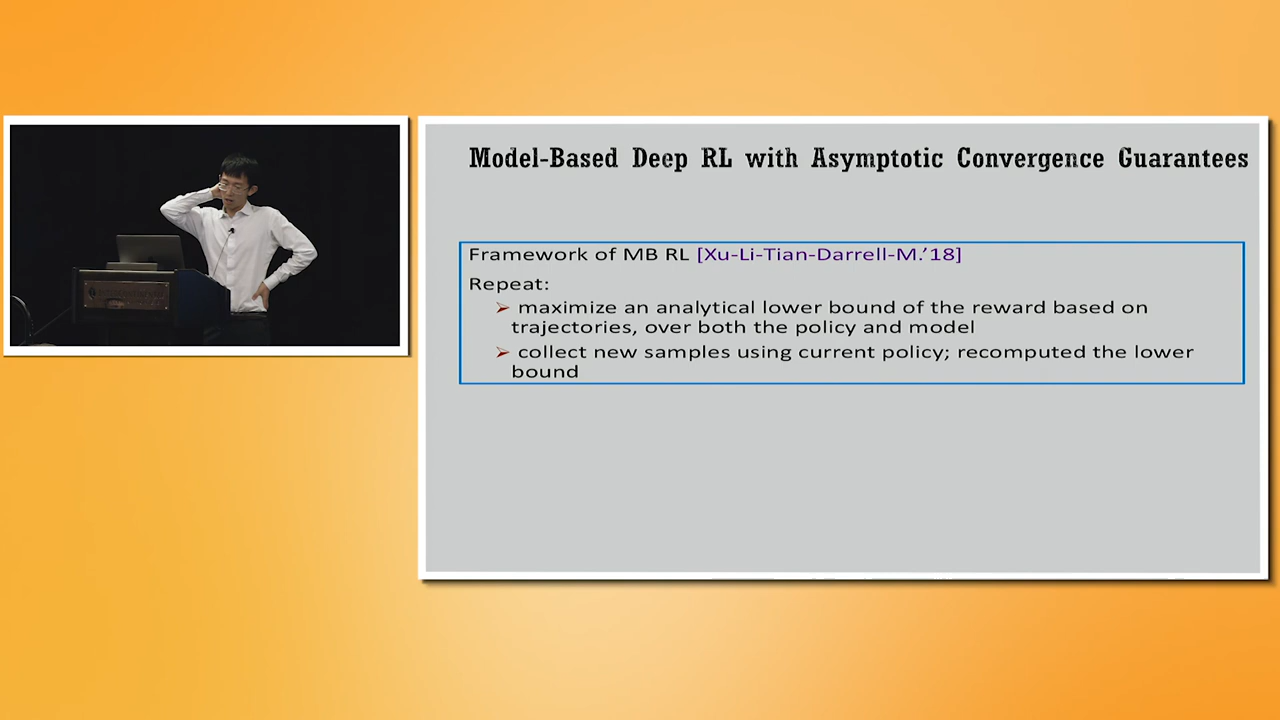 Model-Based Deep RL with Asymptotic Convergence Guarantees
Framework of MB RL [Xu-Li-Tian-Darrell-M.’18]
Repeat:
➢ maximize an analytical lower bound of the reward based on
trajectories, over both the policy and model
➢ collect new samples using current policy; recomputed the lower
bound